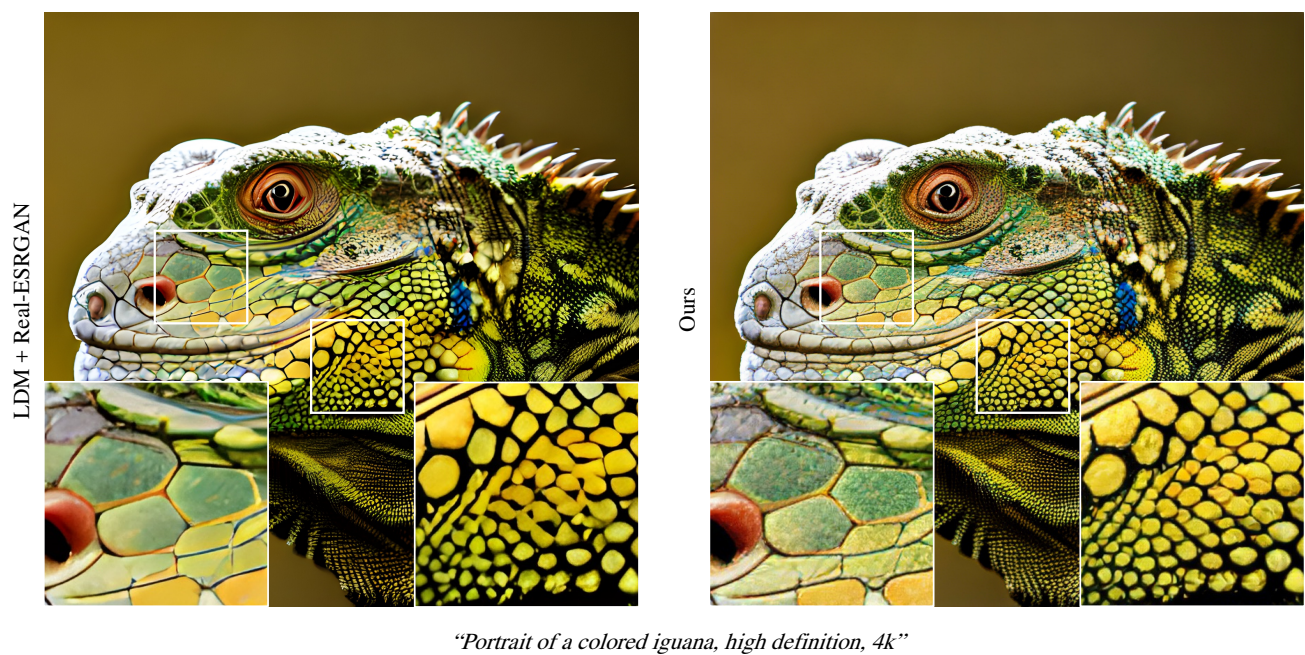 LDM + Real-ESRGAN
Ours
“Portrait of a colored iguana, high definition, 4k”